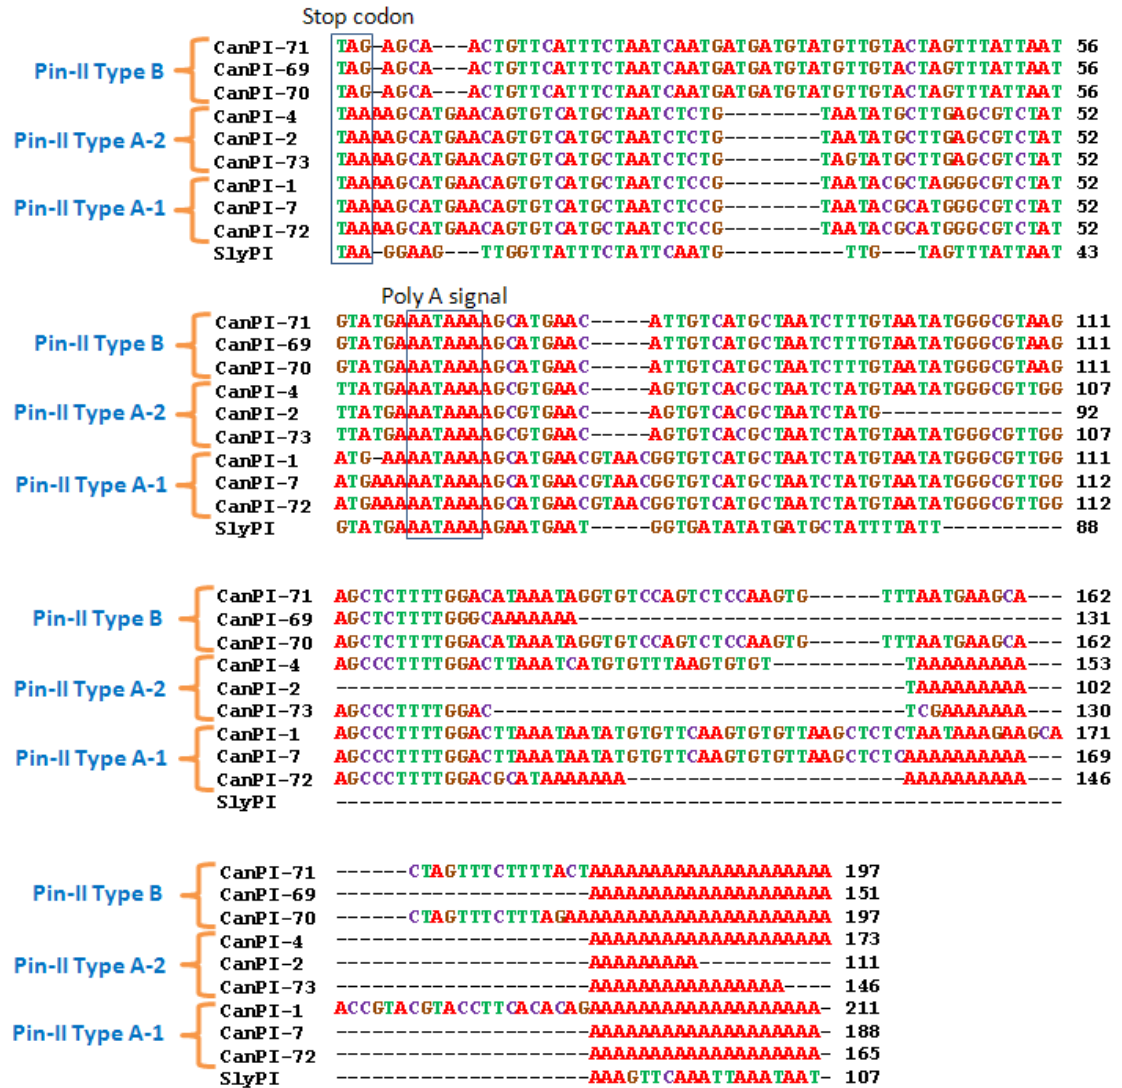 Stop codon
CanPI-71 TAG-AGCA---ACTGTTCATTTCTAATCAATGATGATGTATGTTGTACTAGTTTATTAAT 56
Pin-II Type B CanPI-69 TAG-AGCA---ACTGTTCATTTCTAATCAATGATGATGTATGTTGTACTAGTTTATTAAT 56
CanPI-70 TAG-AGCA---ACTGTTCATTTCTAATCAATGATGATGTATGTTGTACTAGTTTATTAAT 56
CanPI-4 TAAAAGCATGAACAGTGTCATGCTAATCTCTG--------TAATATGCTTGAGCGTCTAT 52
Pin-II Type A-2 CanPI-2 TAAAAGCATGAACAGTGTCATGCTAATCTCTG--------TAATATGCTTGAGCGTCTAT 52
CanPI-73 TAAAAGCATGAACAGTGTCATGCTAATCTCTG--------TAGTATGCTTGAGCGTCTAT 52
CanPI-1 TAAAAGCATGAACAGTGTCATGCTAATCTCCG--------TAATACGCTAGGGCGTCTAT 52
Pin-II Type A-1 CanPI-7 TAAAAGCATGAACAGTGTCATGCTAATCTCCG--------TAATACGCATGGGCGTCTAT 52
CanPI-72 TAAAAGCATGAACAGTGTCATGCTAATCTCCG--------TAATACGCATGGGCGTCTAT 52
SlyPI TAA-GGAAG---TTGGTTATTTCTATTCAATG----------TTG---TAGTTTATTAAT 43
Poly A signal
CanPI-71 GTATGAAATAAAAGCATGAAC-----ATTGTCATGCTAATCTTTGTAATATGGGCGTAAG 111
Pin-II Type B CanPI-69 GTATGAAATAAAAGCATGAAC-----ATTGTCATGCTAATCTTTGTAATATGGGCGTAAG 111
CanPI-70 GTATGAAATAAAAGCATGAAC-----ATTGTCATGCTAATCTTTGTAATATGGGCGTAAG 111
CanPI-4 TTATGAAATAAAAGCGTGAAC-----AGTGTCACGCTAATCTATGTAATATGGGCGTTGG 107
Pin-II Type A-2 CanPI-2 TTATGAAATAAAAGCGTGAAC-----AGTGTCACGCTAATCTATG--------------- 92
CanPI-73 TTATGAAATAAAAGCGTGAAC-----AGTGTCACGCTAATCTATGTAATATGGGCGTTGG 107
CanPI-1 ATG-AAAATAAAAGCATGAACGTAACGGTGTCATGCTAATCTATGTAATATGGGCGTTGG 111
Pin-II Type A-1 CanPI-7 ATGAAAAATAAAAGCATGAACGTAACGGTGTCATGCTAATCTATGTAATATGGGCGTTGG 112
CanPI-72 ATGAAAAATAAAAGCATGAACGTAACGGTGTCATGCTAATCTATGTAATATGGGCGTTGG 112
SlyPI GTATGAAATAAAAGAATGAAT-----GGTGATATATGATGCTATTTTATT---------- 88
CanPI-71 AGCTCTTTTGGACATAAATAGGTGTCCAGTCTCCAAGTG------TTTAATGAAGCA--- 162
Pin-II Type B CanPI-69 AGCTCTTTTGGGCAAAAAAA---------------------------------------- 131
CanPI-70 AGCTCTTTTGGACATAAATAGGTGTCCAGTCTCCAAGTG------TTTAATGAAGCA--- 162
CanPI-4 AGCCCTTTTGGACTTAAATCATGTGTTTAAGTGTGT-----------TAAAAAAAAA--- 153
Pin-II Type A-2 CanPI-2 -----------------------------------------------TAAAAAAAAA--- 102
CanPI-73 AGCCCTTTTGGAC----------------------------------TCGAAAAAAA--- 130
CanPI-1 AGCCCTTTTGGACTTAAATAATATGTGTTCAAGTGTGTTAAGCTCTCTAATAAAGAAGCA 171
Pin-II Type A-1 CanPI-7 AGCCCTTTTGGACTTAAATAATATGTGTTCAAGTGTGTTAAGCTCTCAAAAAAAAAA--- 169
CanPI-72 AGCCCTTTTGGACGCATAAAAAAA-----------------------AAAAAAAAAA--- 146
SlyPI ------------------------------------------------------------
CanPI-71 ------CTAGTTTCTTTTACTAAAAAAAAAAAAAAAAAAAA 197
Pin-II Type B CanPI-69 ---------------------AAAAAAAAAAAAAAAAAAAA 151
CanPI-70 ------CTAGTTTCTTTAGAAAAAAAAAAAAAAAAAAAAAA 197
CanPI-4 ---------------------AAAAAAAAAAAAAAAAAAAA 173
Pin-II Type A-2 CanPI-2 ---------------------AAAAAAAAA----------- 111
CanPI-73 ---------------------AAAAAAAAAAAAAAAA---- 146
CanPI-1 ACCGTACGTACCTTCACACAGAAAAAAAAAAAAAAAAAAA- 211
Pin-II Type A-1 CanPI-7 ---------------------AAAAAAAAAAAAAAAAAAA- 188
CanPI-72 ---------------------AAAAAAAAAAAAAAAAAAA- 165
SlyPI ---------------------AAAGTTCAAATTAAATAAT- 107